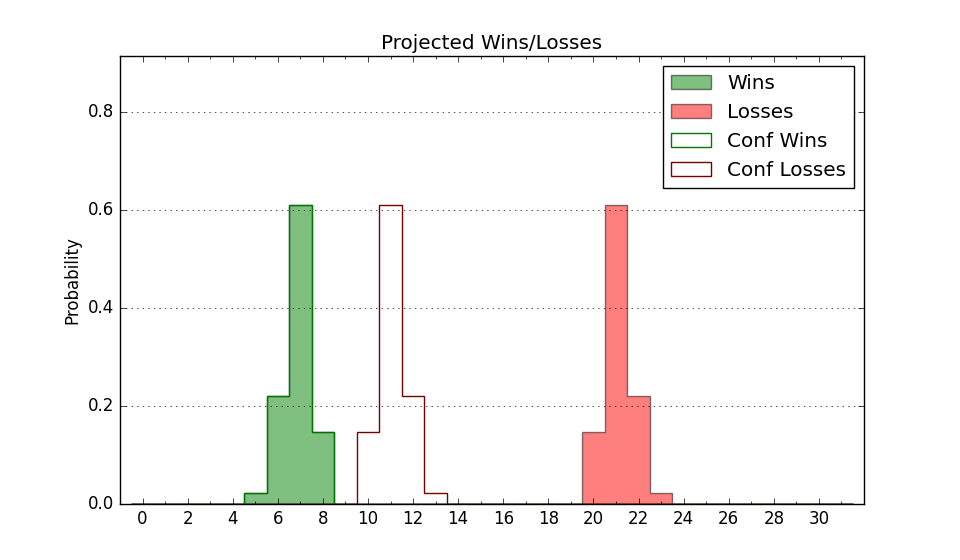 Projected Wins/Losses
Wins
Losses
Conf Wins
Conf Losses
Probability
0.8
0.6
0.4
0.2
0.0
0 2 4 6 8 10 12 14 16 18 20 22 24 26 28 30